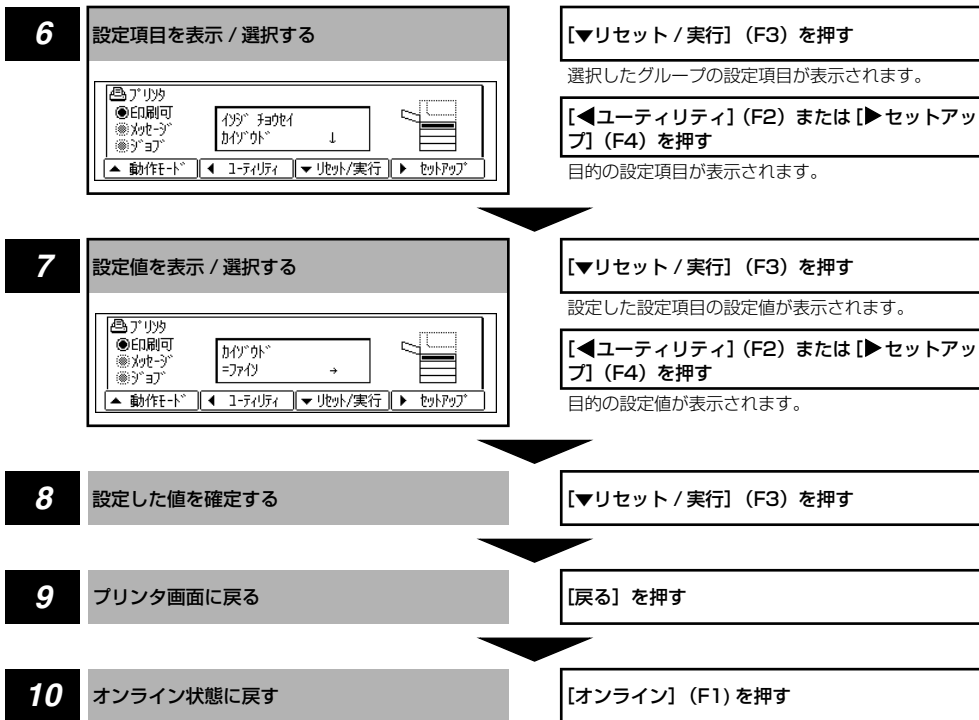 6
設定項目を表示 / 選択する
プリンタ
印刷可
メッセージ
ジョブ
インジ チョウセイ
カイゾウド ↓
▲ 動作モード ◀ ユーティリティ ▼ リセット/実行 ▶ セットアップ
[▼リセット / 実行]（F3）を押す
選択したグループの設定項目が表示されます。
[◀ユーティリティ]（F2）または [▶セットアッ
プ]（F4）を押す
目的の設定項目が表示されます。
7
設定値を表示 / 選択する
プリンタ
印刷可
メッセージ
ジョブ
カイゾウド
=ファイン →
▲ 動作モード ◀ ユーティリティ ▼ リセット/実行 ▶ セットアップ
[▼リセット / 実行]（F3）を押す
設定した設定項目の設定値が表示されます。
[◀ユーティリティ]（F2）または [▶セットアッ
プ]（F4）を押す
目的の設定値が表示されます。
8
設定した値を確定する
[▼リセット / 実行]（F3）を押す
9
プリンタ画面に戻る
[戻る] を押す
10
オンライン状態に戻す
[オンライン]（F1) を押す